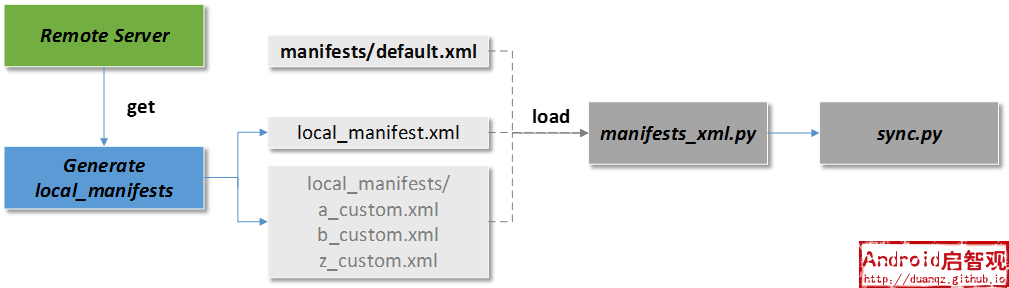 Remote Server
get
Generate
local_manifests
manifests/default.xml
local_manifest.xml
local_manifests/
a_custom.xml
b_custom.xml
z_custom.xml
load
manifests_xml.py
sync.py
Android启智观
http://duanqz.github.io